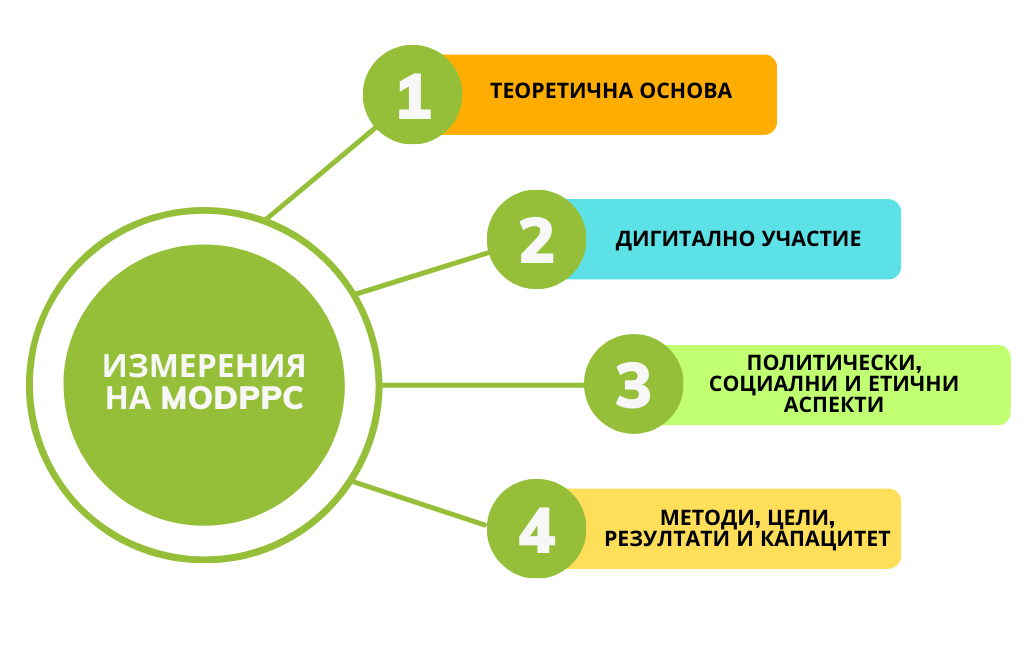 1
ТЕОРЕТИЧНА ОСНОВА
2
ДИГИТАЛНО УЧАСТИЕ
ИЗМЕРЕНИЯ
НА MODPPC
3
ПОЛИТИЧЕСКИ,
СОЦИАЛНИ И ЕТИЧНИ
АСПЕКТИ
4
МЕТОДИ, ЦЕЛИ,
РЕЗУЛТАТИ И КАПАЦИТЕТ